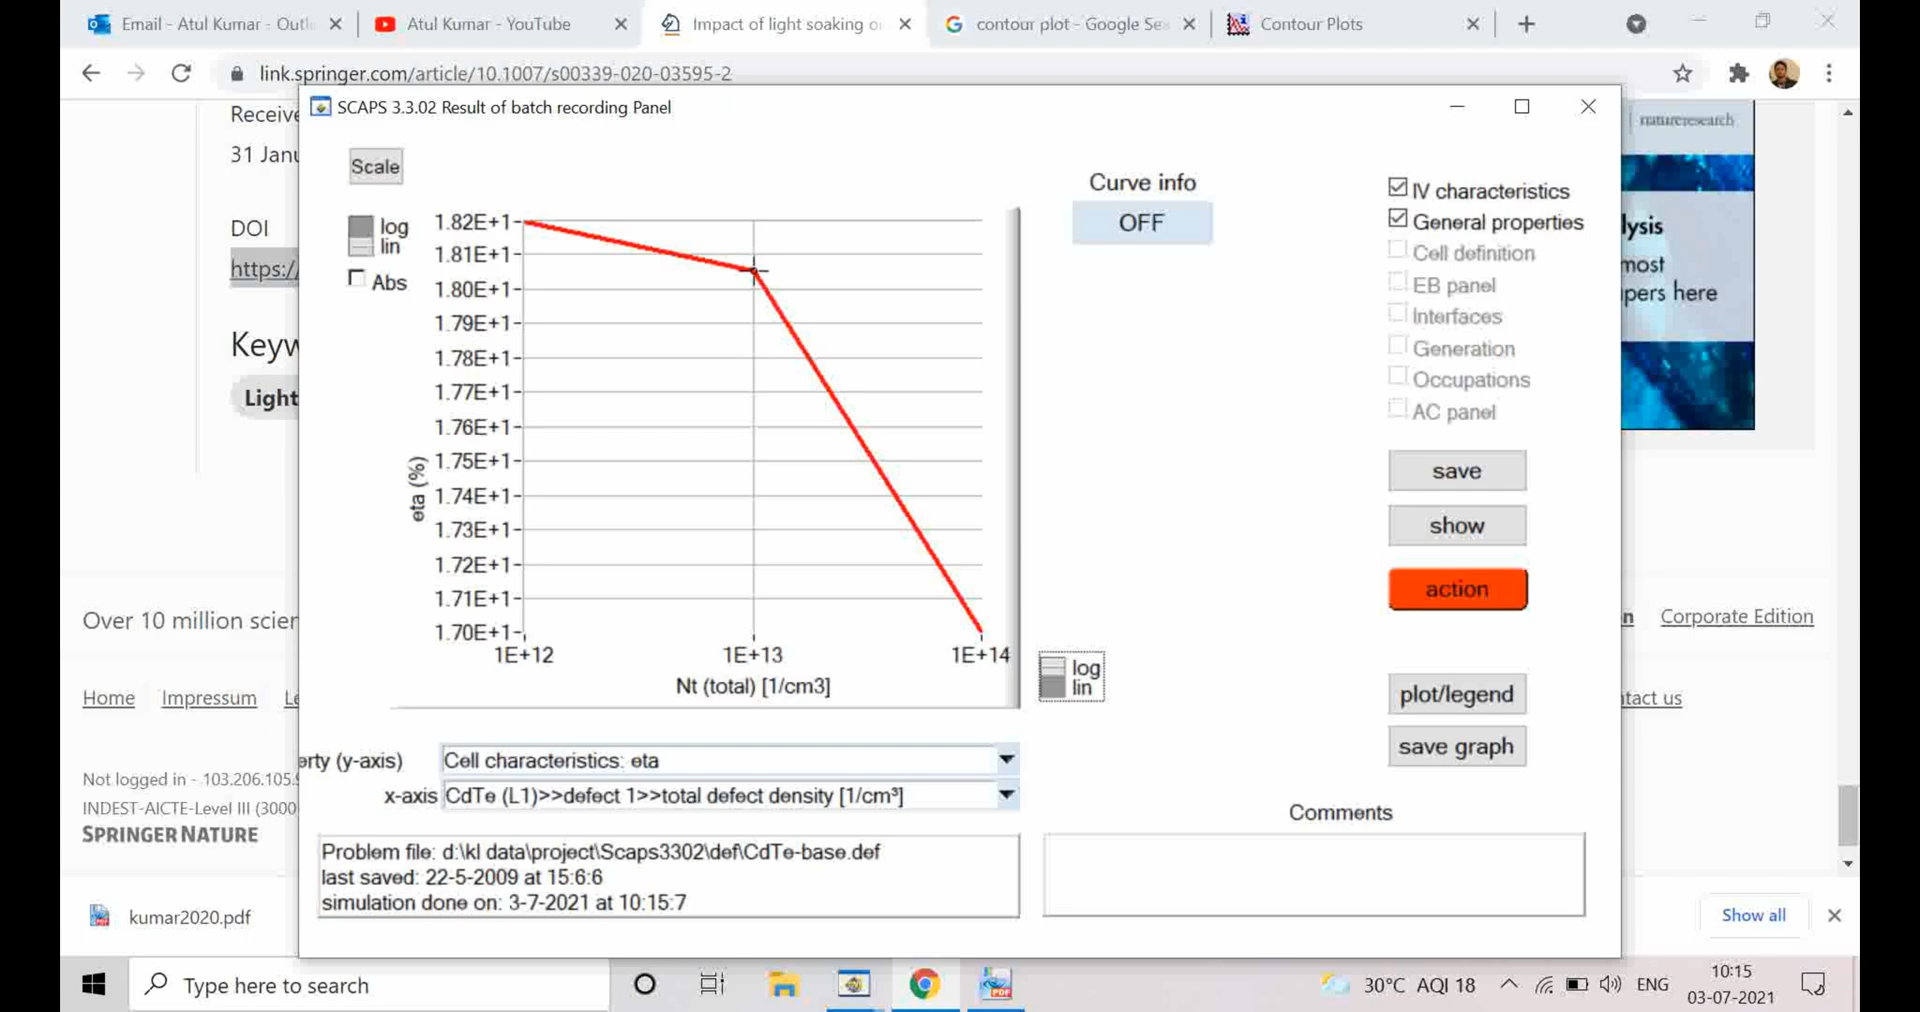 Email - Atul Kumar - Outl
Atul Kumar - YouTube
Impact of light soaking o
contour plot - Google Sea
Contour Plots
link.springer.com/article/10.1007/s00339-020-03595-2
Receive
31 Janu
DOI
https:/
Keyw
Light
natureresearch
lysis
most
pers here
SCAPS 3.3.02 Result of batch recording Panel
Scale
log
lin
Abs
1.82E+1
1.81E+1
1.80E+1
1.79E+1
1.78E+1
1.77E+1
1.76E+1
1.75E+1
1.74E+1
1.73E+1
1.72E+1
1.71E+1
1.70E+1
eta (%)
1E+12
1E+13
1E+14
Nt (total) [1/cm3]
log
lin
Curve info
OFF
IV characteristics
General properties
Cell definition
EB panel
Interfaces
Generation
Occupations
AC panel
save
show
action
plot/legend
save graph
erty (y-axis)
Cell characteristics: eta
x-axis
CdTe (L1)>>defect 1>>total defect density [1/cm³]
Problem file: d:\kl data\project\Scaps3302\def\CdTe-base.def
last saved: 22-5-2009 at 15:6:6
simulation done on: 3-7-2021 at 10:15:7
Comments
Over 10 million scien
n
Corporate Edition
Home
Impressum
Le
tact us
Not logged in - 103.206.105.9
INDEST-AICTE-Level III (3000
SPRINGER NATURE
kumar2020.pdf
Show all
Type here to search
30°C AQI 18
ENG
10:15
03-07-2021